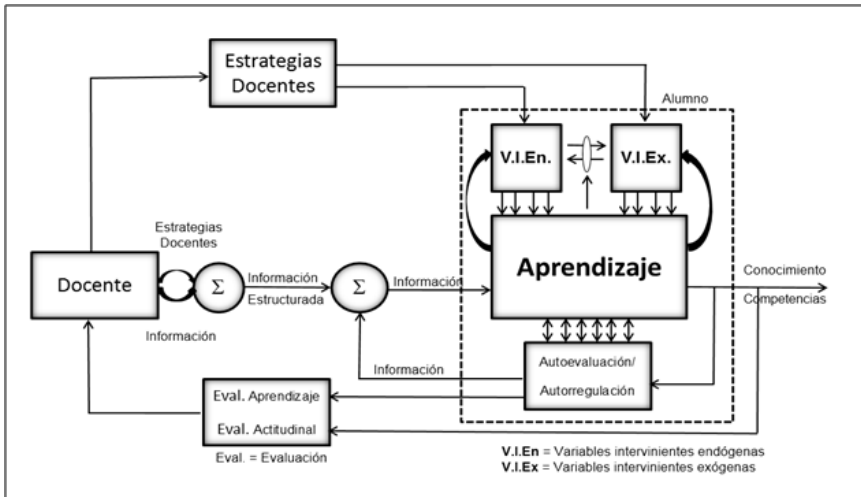 Estrategias
Docentes
Alumno
V.I.En.
V.I.Ex.
Estrategias
Docentes
Docente
Σ
Información
Estructurada
Σ
Información
Aprendizaje
Conocimiento
Competencias
Información
Información
Autoevaluación/
Autorregulación
Eval. Aprendizaje
Eval. Actitudinal
Eval. = Evaluación
V.I.En = Variables intervinientes endógenas
V.I.Ex = Variables intervinientes exógenas